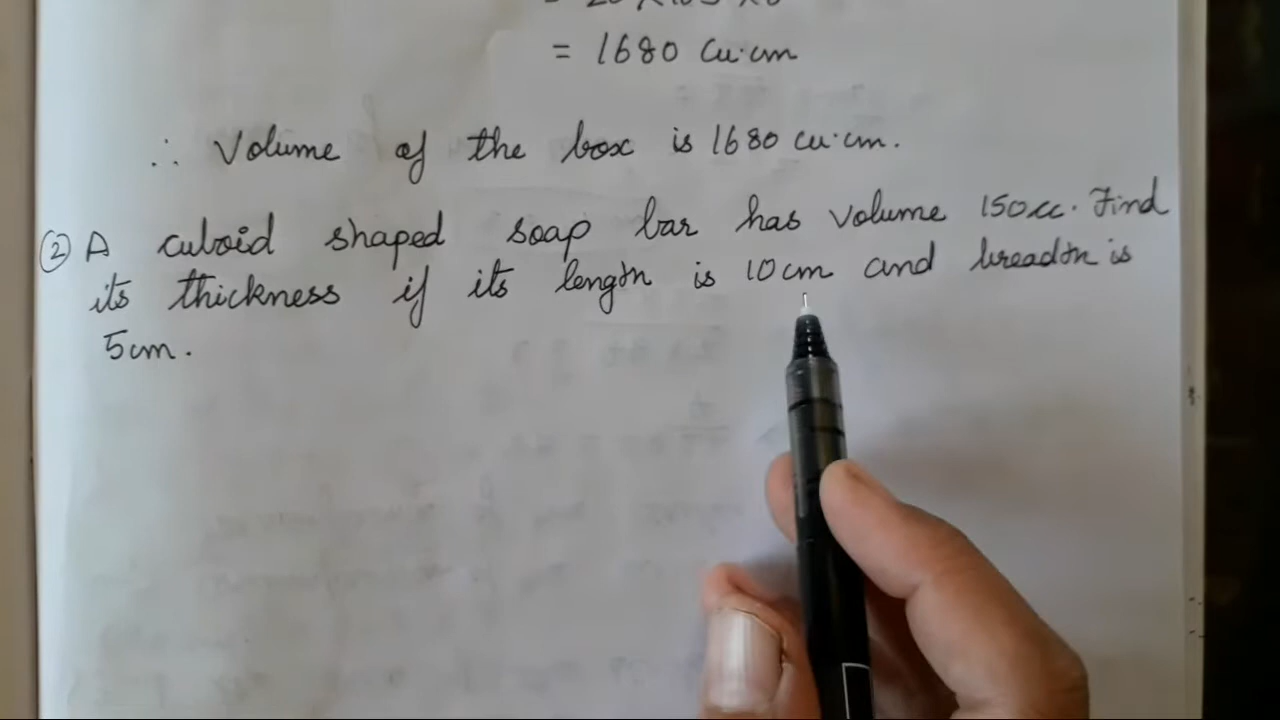 = 1680 cu.cm
∴ Volume of the box is 1680 cu.cm.
② A cuboid shaped soap bar has volume 150cc. Find
its thickness if its length is 10cm and breadth is
5cm.